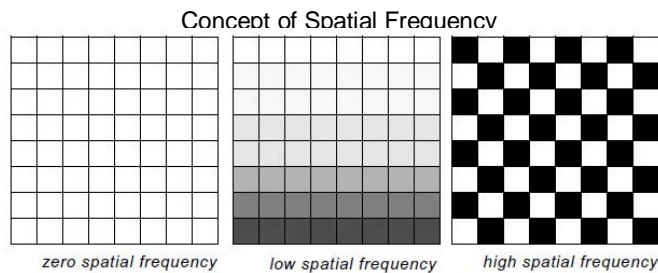 Concept of Spatial Frequency
zero spatial frequency
low spatial frequency
high spatial frequency